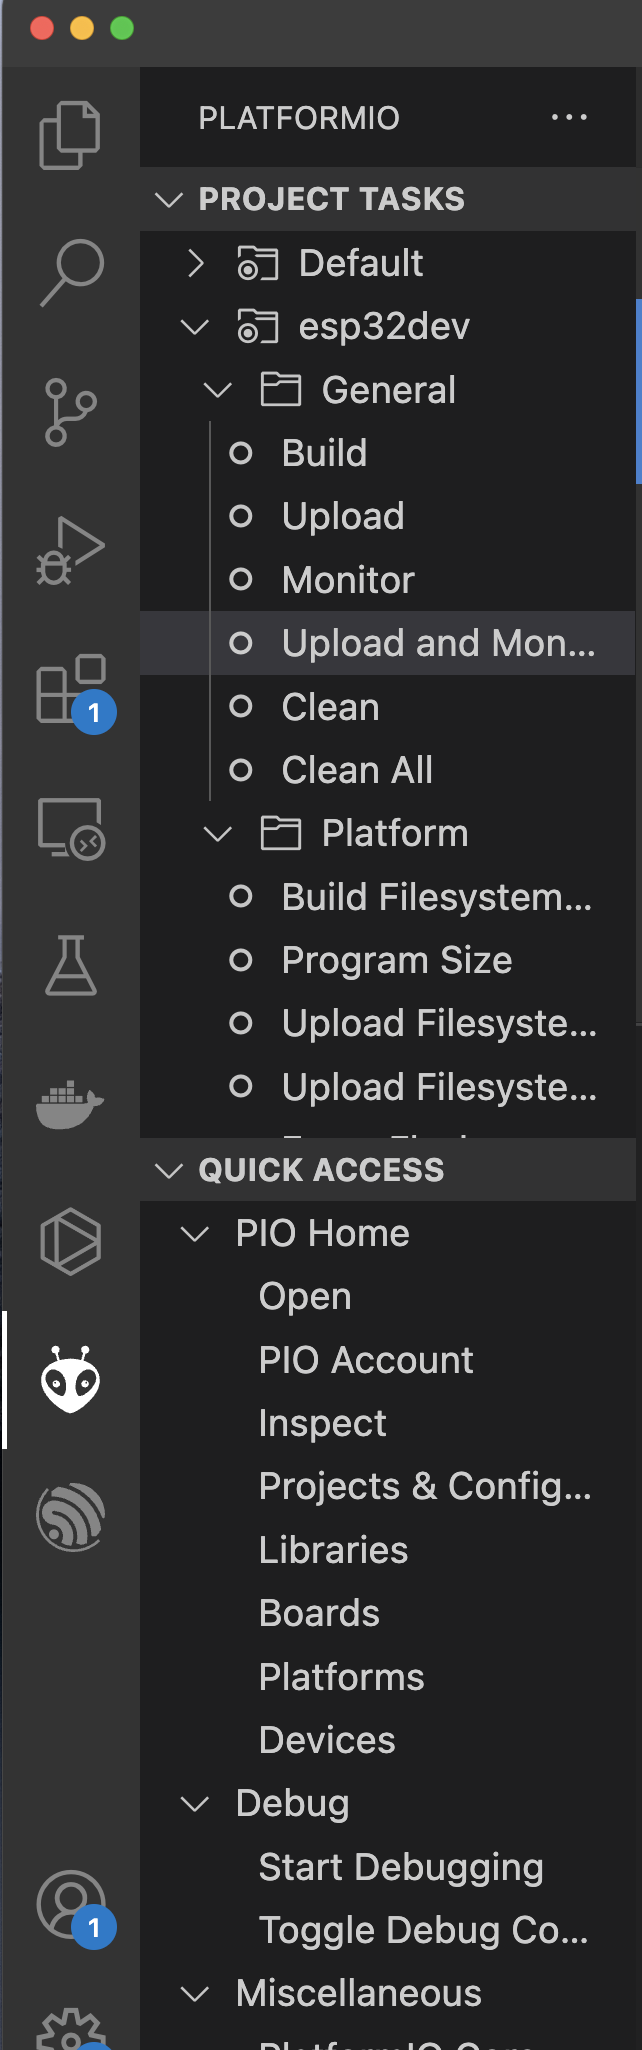 PLATFORMIO
PROJECT TASKS
Default
esp32dev
General
Build
Upload
Monitor
Upload and Mon...
1
Clean
Clean All
Platform
Build Filesystem...
Program Size
Upload Filesyste...
Upload Filesyste...
QUICK ACCESS
PIO Home
Open
PIO Account
Inspect
Projects & Config...
Libraries
Boards
Platforms
Devices
Debug
Start Debugging
1
Toggle Debug Co...
Miscellaneous